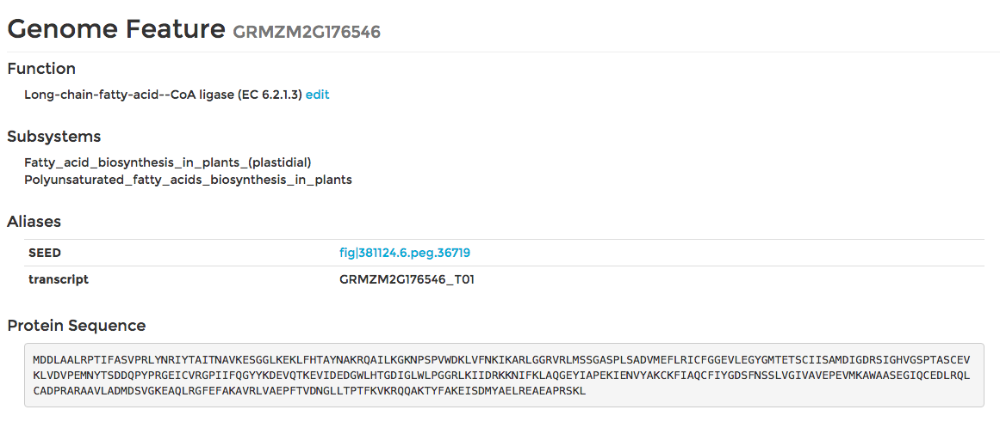 Genome Feature GRMZM2G176546
Function
Long-chain-fatty-acid--CoA ligase (EC 6.2.1.3) edit
Subsystems
Fatty_acid_biosynthesis_in_plants_(plastidial)
Polyunsaturated_fatty_acids_biosynthesis_in_plants
Aliases
SEED fig|381124.6.peg.36719
transcript GRMZM2G176546_T01
Protein Sequence
MDDLAALRPTIFASVPRLYNRIYTAITNAVKESGGLKEKLFHTAYNAKRQAILKGKNPSPVWDKLVFNKIKARLGGRVRLMSSGASPLSADVMEFLRICFGGEVLEGYGMTETSCIISAMDIGDRSIGHVGSPTASCEV
KLVDVPEMNYTSDDQPYPRGEICVRGPIIFQGYYKDEVQTKEVIDEDGWLHTGDIGLWLPGGRLKIIDRKKNIFKLAQGEYIAPEKIENVYAKCKFIAQCFIYGDSFNSSLVGIVAVEPEVMKAWAASEGIQCEDLRQL
CADPRARAAVLADMDSVGKEAQLRGFEFAKAVRLVAEPFTVDNGLLTPTFKVKRQQAKTYFAKEISDMYAELREAEAPRSKL